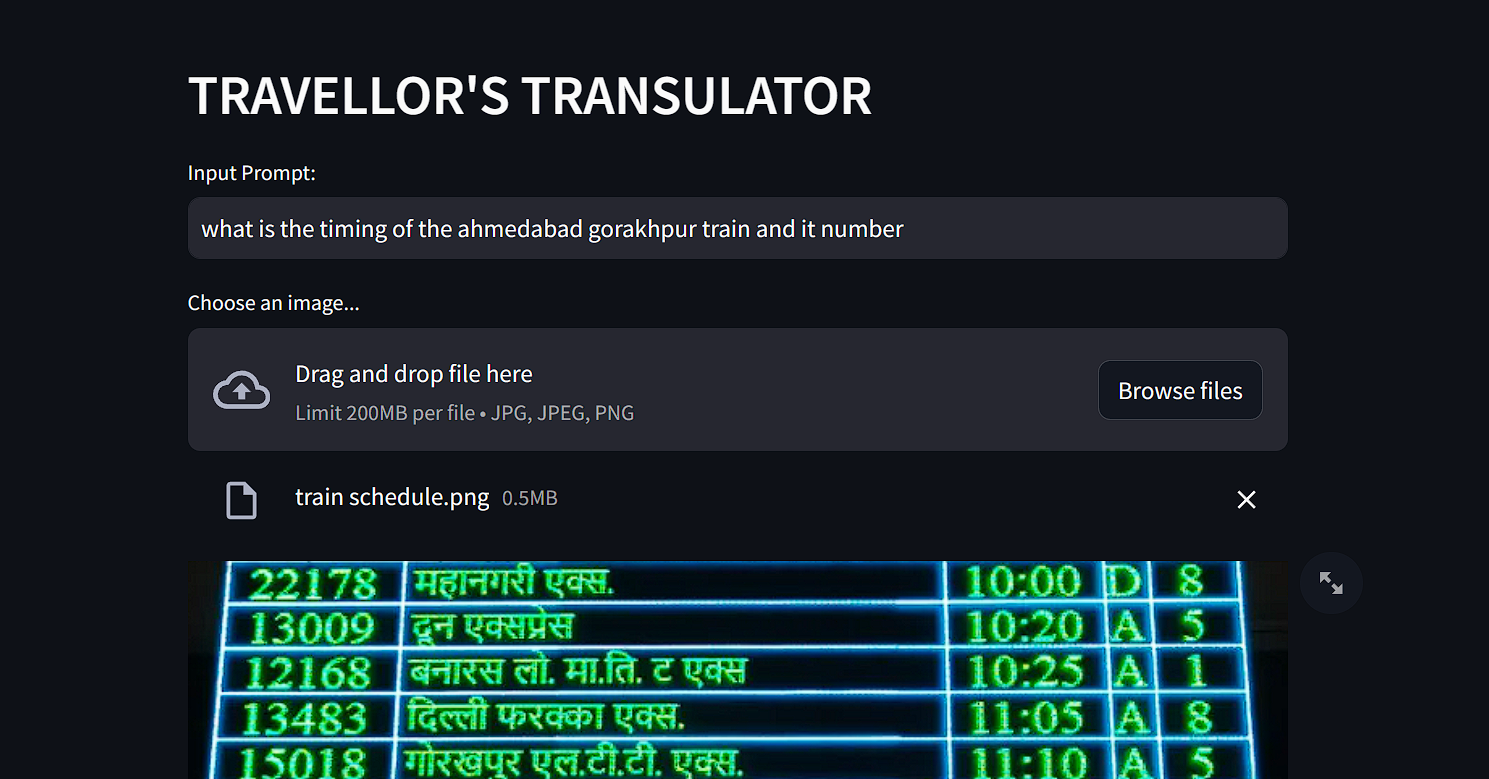 TRAVELLOR'S TRANSULATOR
Input Prompt:
what is the timing of the ahmedabad gorakhpur train and it number
Choose an image...
Drag and drop file here
Limit 200MB per file • JPG, JPEG, PNG
Browse files
train schedule.png 0.5MB
22178 महानगरी एक्स. 10:00 D 8
13009 दून एक्सप्रेस 10:20 A 5
12168 बनारस लो. मा.ति. ट एक्स 10:25 A 1
13483 दिल्ली फरक्का एक्स. 11:05 A 8
15018 गोरखपुर एल.टी.टी. एक्स. 11:10 A 5